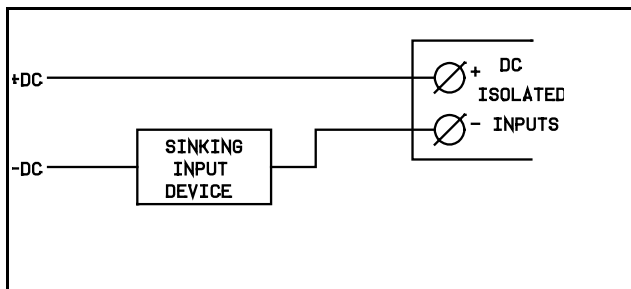 +DC
+ DC
ISOLATED
- INPUTS
-DC
SINKING
INPUT
DEVICE